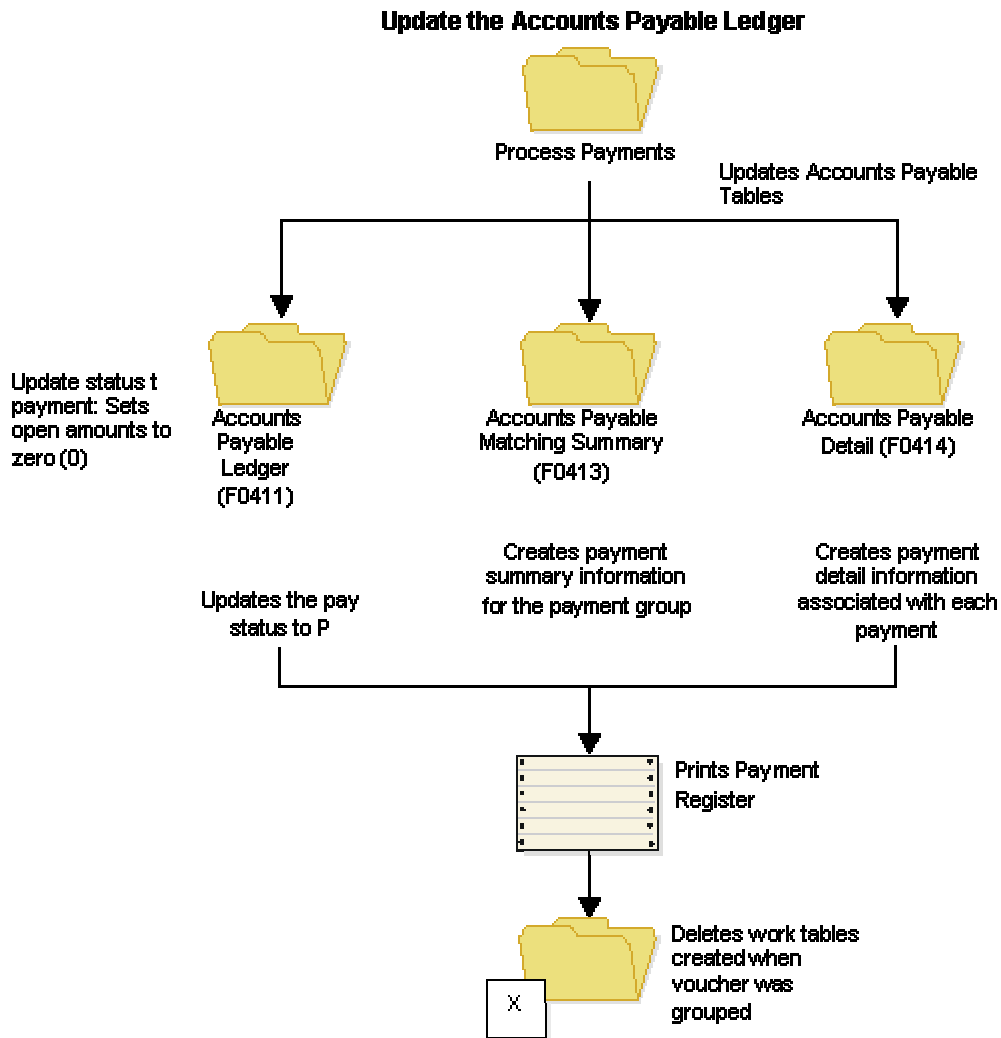 Update the Accounts Payable Ledger
Process Payments
Updates Accounts Payable
Tables
Update status t
payment: Sets
open amounts to
zero (0)
Accounts
Payable
Ledger
(F0411)
Accounts Payable
Matching Summary
(F0413)
Accounts Payable
Detail (F0414)
Updates the pay
status to P
Creates payment
summary information
for the payment group
Creates payment
detail information
associated with each
payment
Prints Payment
Register
Deletes work tables
created when
voucher was
grouped
X